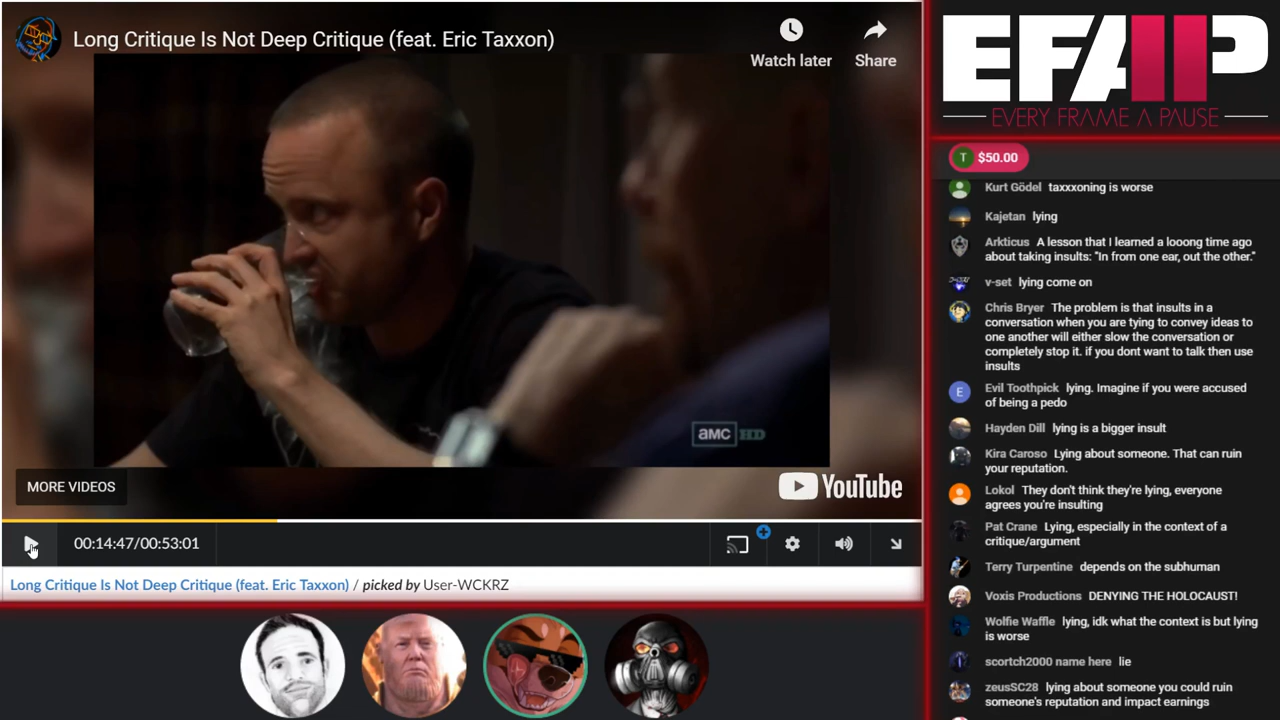 Long Critique Is Not Deep Critique (feat. Eric Taxxon)
Watch later
Share
amc HD
MORE VIDEOS
YouTube
00:14:47/00:53:01
Long Critique Is Not Deep Critique (feat. Eric Taxxon) / picked by User-WCKRZ
EFAP
EVERY FRAME A PAUSE
T $50.00
Kurt Gödel taxxxoning is worse
Kajetan lying
Arkticus A lesson that I learned a looong time ago
about taking insults: "In from one ear, out the other."
v-set lying come on
Chris Bryer The problem is that insults in a
conversation when you are tying to convey ideas to
one another will either slow the conversation or
completely stop it. if you dont want to talk then use
insults
E
Evil Toothpick lying. Imagine if you were accused
of being a pedo
Hayden Dill lying is a bigger insult
Kira Caroso Lying about someone. That can ruin
your reputation.
Lokol They don't think they're lying, everyone
agrees you're insulting
Pat Crane Lying, especially in the context of a
critique/argument
Terry Turpentine depends on the subhuman
Voxis Productions DENYING THE HOLOCAUST!
Wolfie Waffle lying, idk what the context is but lying
is worse
scortch2000 name here lie
zeusSC28 lying about someone you could ruin
someone's reputation and impact earnings